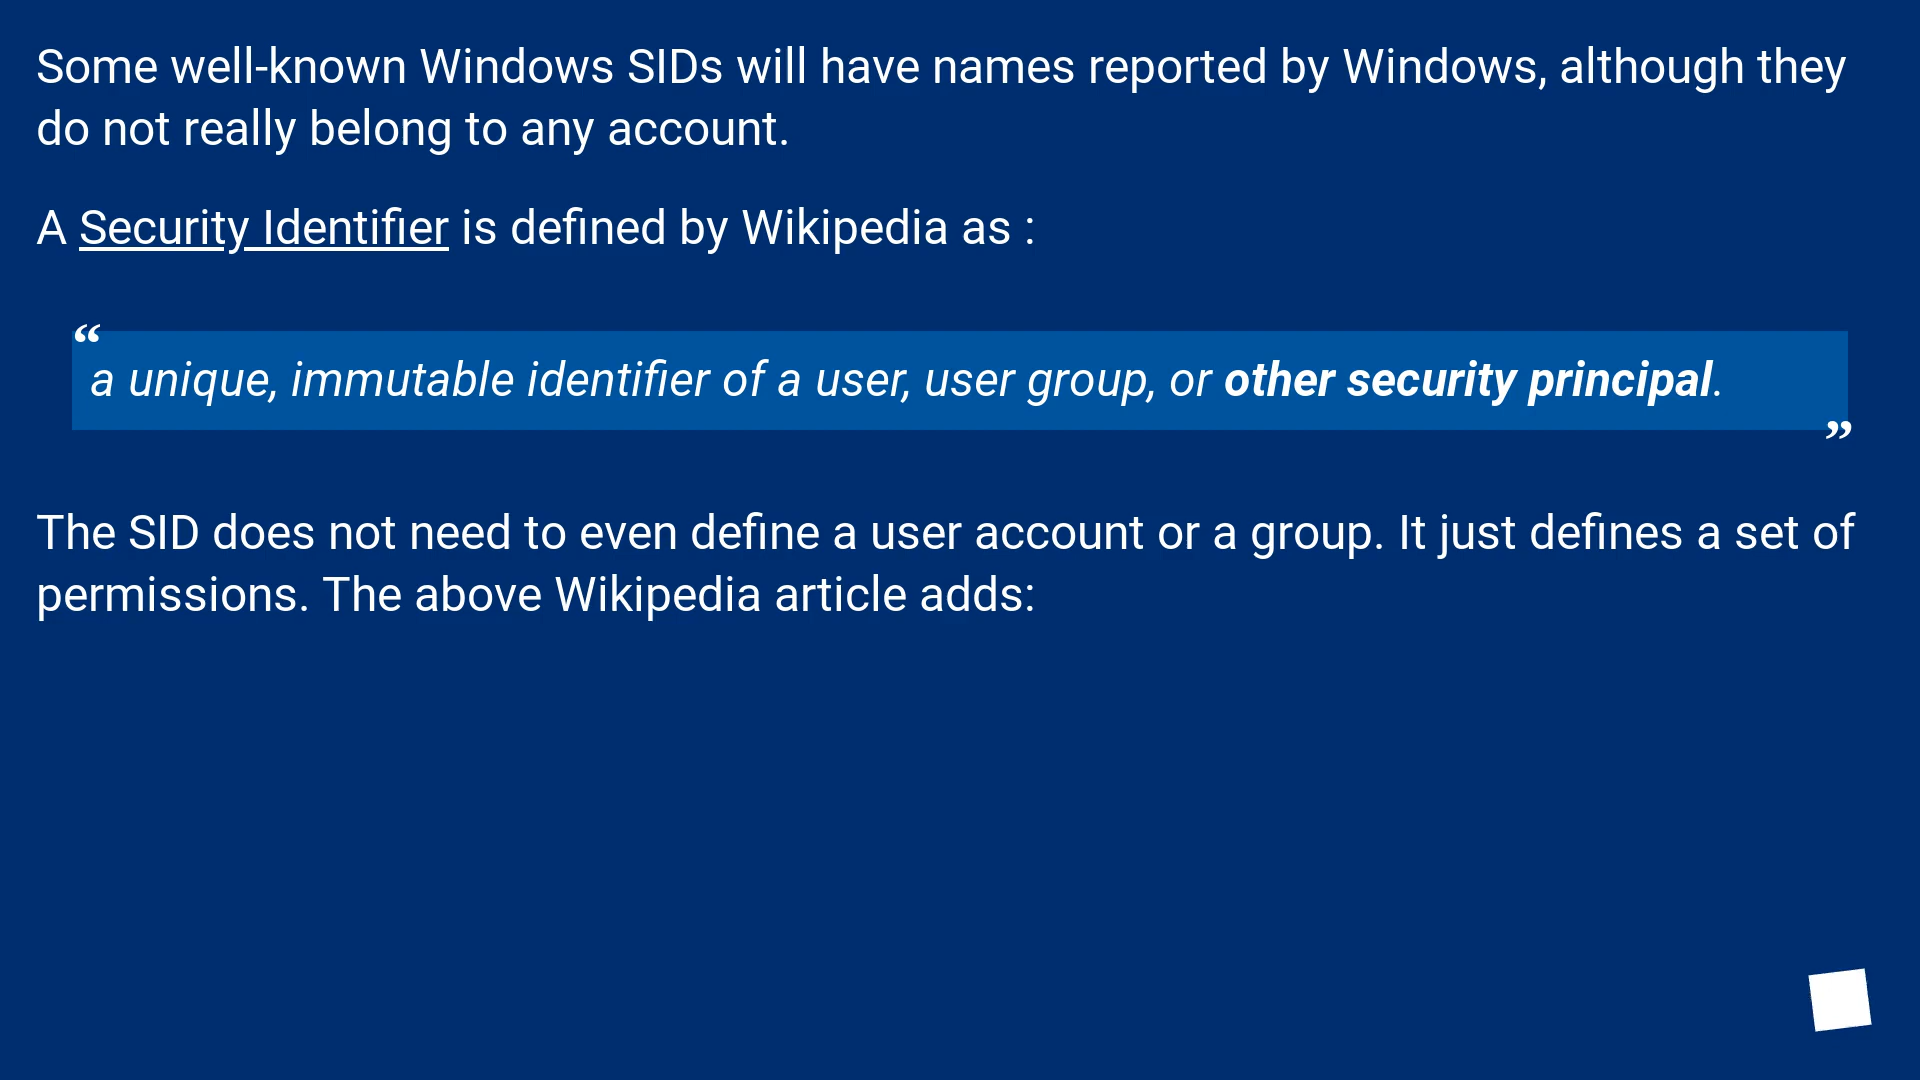 Some well-known Windows SIDs will have names reported by Windows, although they
do not really belong to any account.
A Security Identifier is defined by Wikipedia as :
“
a unique, immutable identifier of a user, user group, or other security principal.
”
The SID does not need to even define a user account or a group. It just defines a set of
permissions. The above Wikipedia article adds: